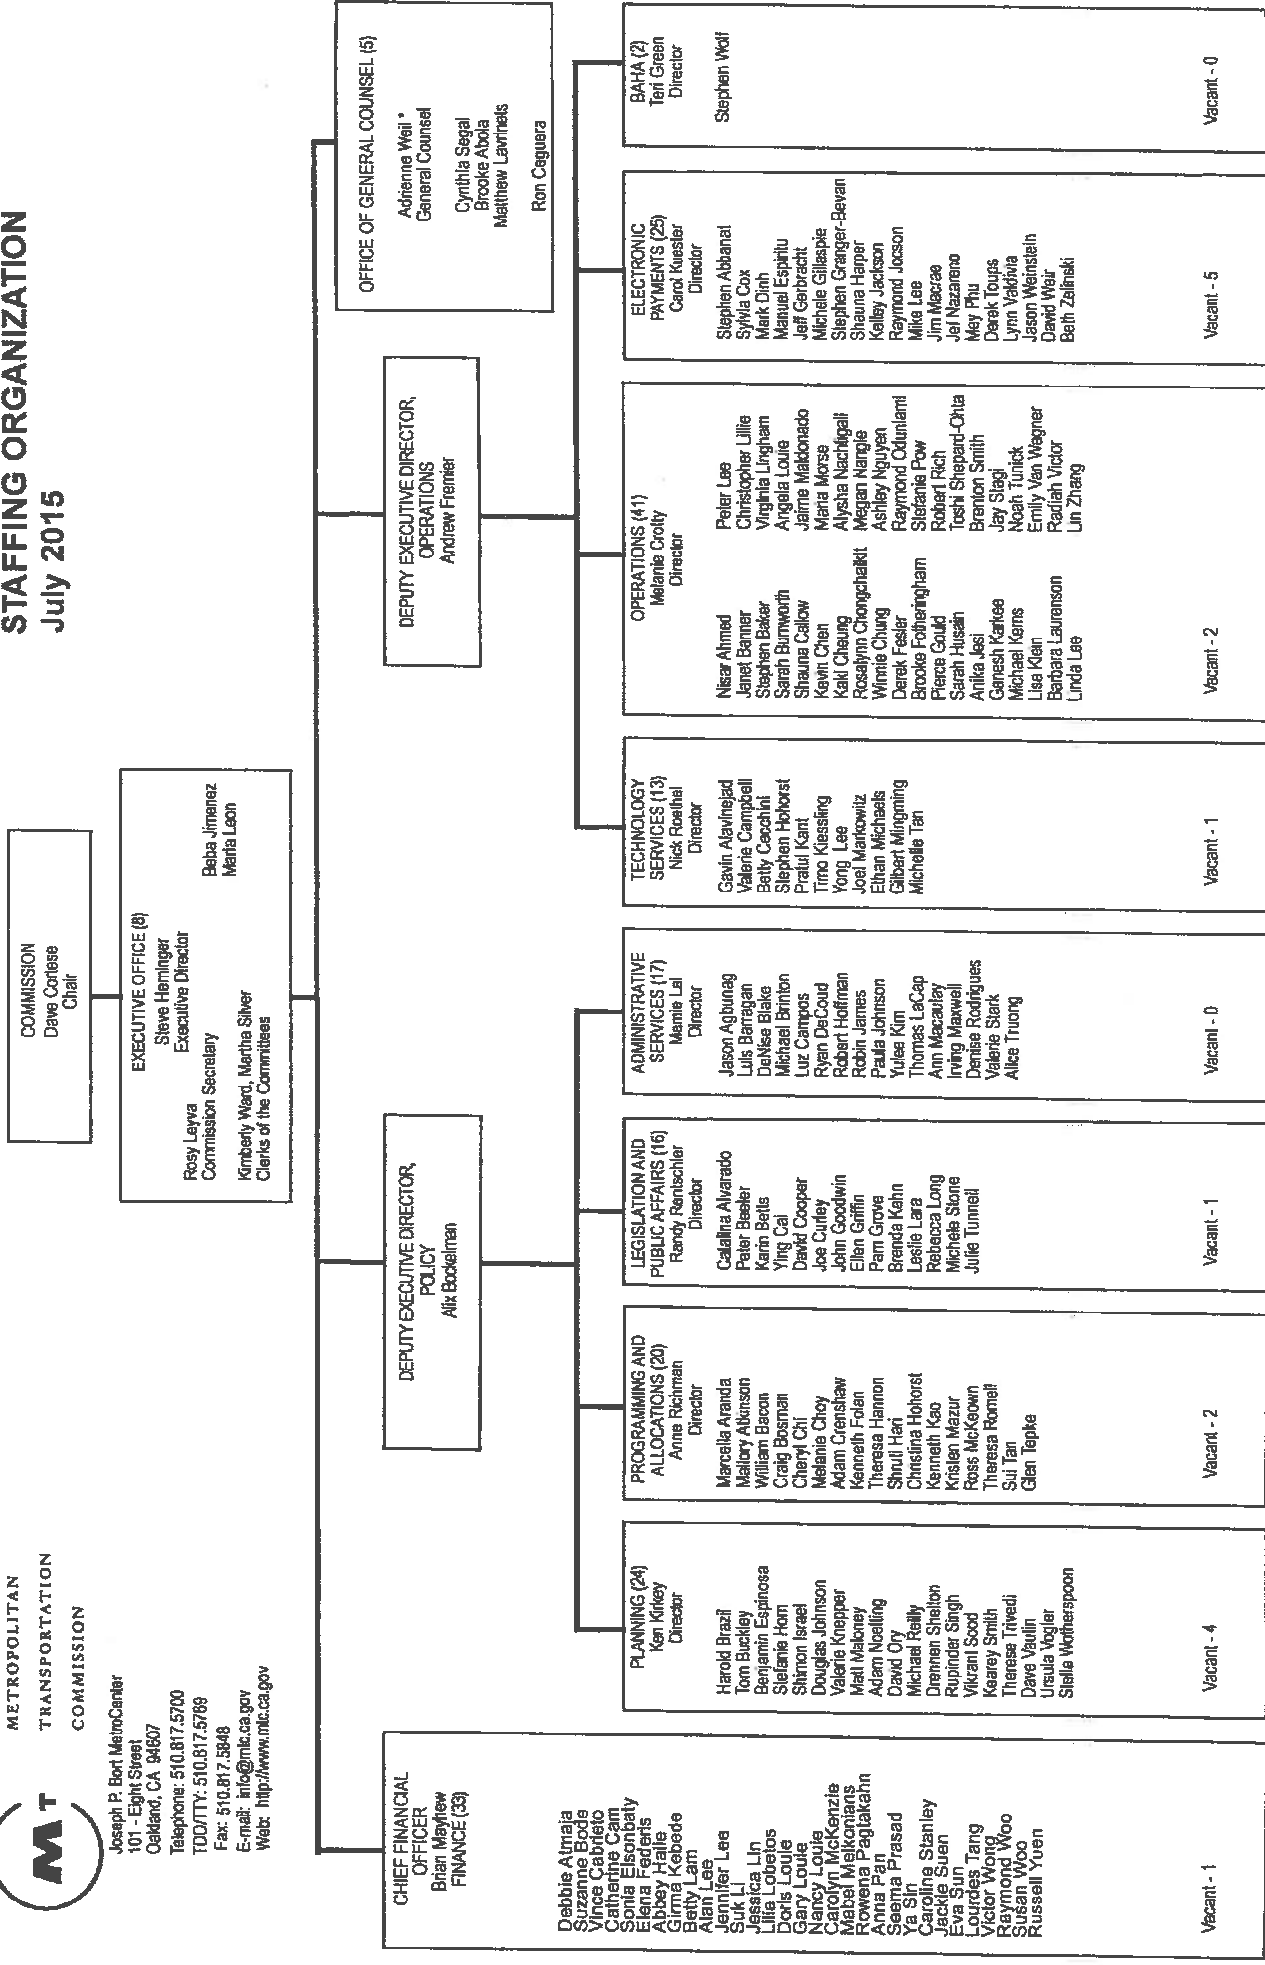 METROPOLITAN
TRANSPORTATION
COMMISSION
Joseph P. Bort MetroCenter
101 - Eight Street
Oakland, CA 94607
Telephone: 510.817.5700
TDD/TTY: 510.817.5769
Fax: 510.817.5848
E-mail: info@mtc.ca.gov
Web: http://www.mtc.ca.gov
STAFFING ORGANIZATION
July 2015
COMMISSION
Dave Cortese
Chair
EXECUTIVE OFFICE (8)
Steve Heminger
Executive Director
Rosy Leyva
Commission Secretary
Kimberly Ward, Martha Silver
Clerks of the Committees
Beba Jimenez
Maria Leon
OFFICE OF GENERAL COUNSEL (5)
Adrienne Weil *
General Counsel
Cynthia Segal
Brooke Abola
Matthew Lavrinets
Ron Ceguera
CHIEF FINANCIAL
OFFICER
Brian Mayhew
FINANCE (33)
Debbie Atmaja
Suzanne Bode
Vince Cabrieto
Catherine Cam
Sonia Elsonbaty
Elena Federis
Abbey Haile
Girma Kebede
Betty Lam
Alan Lee
Jennifer Lee
Suk Li
Jessica Lin
Lilia Lobetos
Doris Louie
Gary Louie
Nancy Louie
Carolyn McKenzie
Mabel Melkonians
Rowena Pagtakahn
Anna Pan
Seema Prasad
Ya Sin
Caroline Stanley
Jackie Suen
Eva Sun
Lourdes Tang
Victor Wong
Raymond Woo
Susan Woo
Russell Yuen
Vacant - 1
DEPUTY EXECUTIVE DIRECTOR,
POLICY
Alix Bockelman
DEPUTY EXECUTIVE DIRECTOR,
OPERATIONS
Andrew Fremier
PLANNING (24)
Ken Kirkey
Director
Harold Brazil
Tom Buckley
Benjamin Espinosa
Stefanie Hom
Shimon Israel
Douglas Johnson
Valerie Knepper
Matt Maloney
Adam Noelting
David Ory
Michael Reilly
Drennen Shelton
Rupinder Singh
Vikrant Sood
Kearey Smith
Therese Trivedi
Dave Vautin
Ursula Vogler
Stella Wotherspoon
Vacant - 4
PROGRAMMING AND
ALLOCATIONS (20)
Anne Richman
Director
Marcella Aranda
Mallory Atkinson
William Bacon
Craig Bosman
Cheryl Chi
Melanie Choy
Adam Crenshaw
Kenneth Folan
Theresa Hannon
Shruti Hari
Christina Hohorst
Kenneth Kao
Kristen Mazur
Ross McKeown
Theresa Romell
Sui Tan
Glen Tepke
Vacant - 2
LEGISLATION AND
PUBLIC AFFAIRS (16)
Randy Rentschler
Director
Catalina Alvarado
Peter Beeler
Karin Betts
Ying Cai
David Cooper
Joe Curley
John Goodwin
Ellen Griffin
Pam Grove
Brenda Kahn
Leslie Lara
Rebecca Long
Michele Stone
Julie Tunnell
Vacant - 1
ADMINISTRATIVE
SERVICES (17)
Mamie Lai
Director
Jason Agbunag
Luis Barragan
DeNise Blake
Michael Brinton
Luz Campos
Ryan DeCoud
Robert Hoffman
Robin James
Paula Johnson
Yulee Kim
Thomas LaCap
Ann Macaulay
Irving Maxwell
Denise Rodrigues
Valerie Stark
Alice Truong
Vacant - 0
TECHNOLOGY
SERVICES (13)
Nick Roethel
Director
Gavin Alavinejad
Valerie Campbell
Betty Cecchini
Stephen Hohorst
Pratul Kant
Timo Kiessling
Yong Lee
Joel Markowitz
Ethan Michaels
Gilbert Mingming
Michelle Tan
Vacant - 1
OPERATIONS (41)
Melanie Crotty
Director
Nisar Ahmed
Janet Banner
Stephen Baker
Sarah Burnworth
Shauna Callow
Kevin Chen
Kaki Cheung
Rosalynn Chongchaikit
Winnie Chung
Derek Fesler
Brooke Fotheringham
Pierce Gould
Sarah Husain
Anika Jesi
Ganesh Karkee
Michael Kerns
Lisa Klein
Barbara Laurenson
Linda Lee
Peter Lee
Christopher Lillie
Virginia Lingham
Angela Louie
Jaime Maldonado
Maria Morse
Alysha Nachtigall
Megan Nangle
Ashley Nguyen
Raymond Odunlami
Stefanie Pow
Robert Rich
Toshi Shepard-Ohta
Brenton Smith
Jay Stagi
Noah Tunick
Emily Van Wagner
Radiah Victor
Lin Zhang
Vacant - 2
ELECTRONIC
PAYMENTS (25)
Carol Kuester
Director
Stephen Abbanat
Sylvia Cox
Mark Dinh
Manuel Espiritu
Jeff Gerbracht
Michele Gillaspie
Stephen Granger-Bevan
Shauna Harper
Kelley Jackson
Raymond Jocson
Mike Lee
Jim Macrae
Jef Nazareno
Mey Phu
Derek Toups
Lynn Valdivia
Jason Weinstein
David Weir
Beth Zelinski
Vacant - 5
BAHA (2)
Teri Green
Director
Stephen Wolf
Vacant - 0